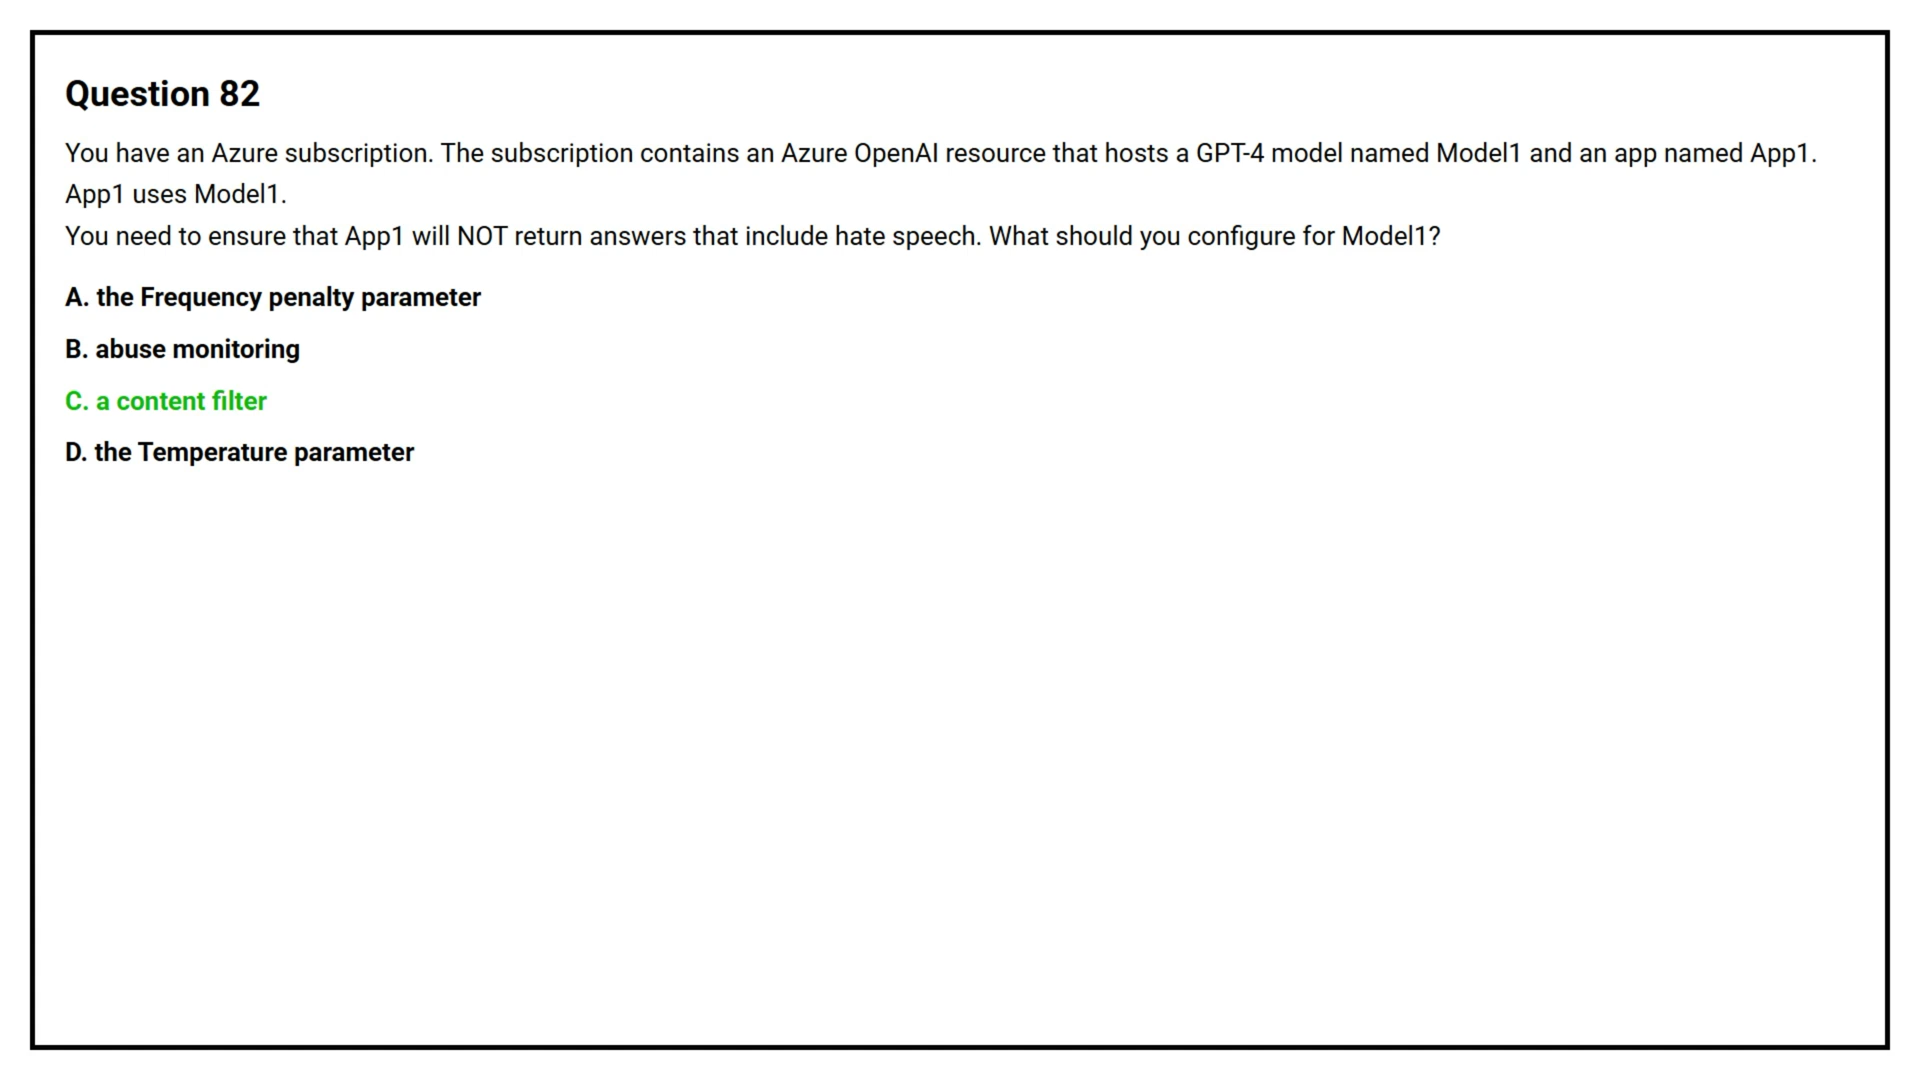 Question 82
You have an Azure subscription. The subscription contains an Azure OpenAI resource that hosts a GPT-4 model named Model1 and an app named App1.
App1 uses Model1.
You need to ensure that App1 will NOT return answers that include hate speech. What should you configure for Model1?
A. the Frequency penalty parameter
B. abuse monitoring
C. a content filter
D. the Temperature parameter